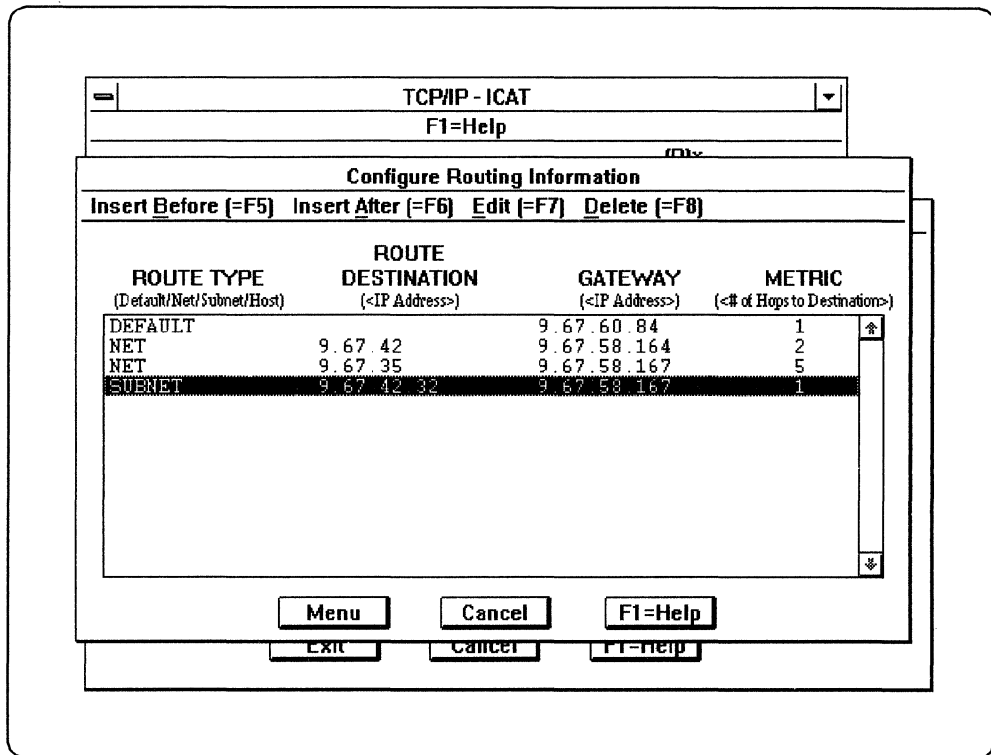 TCP/IP - ICAT
F1=Help
Configure Routing Information
Insert Before (=F5) Insert After (=F6) Edit (=F7) Delete (=F8)
ROUTE TYPE ROUTE DESTINATION GATEWAY METRIC
(Default/Net/Subnet/Host) (<IP Address>) (<IP Address>) (<# of Hops to Destination>)
DEFAULT 9.67.60.84 1
NET 9.67.42 9.67.58.164 2
NET 9.67.35 9.67.58.167 5
SUBNET 9.67.42.32 9.67.58.167 1
Menu Cancel F1=Help
Exit Cancel F1=Help